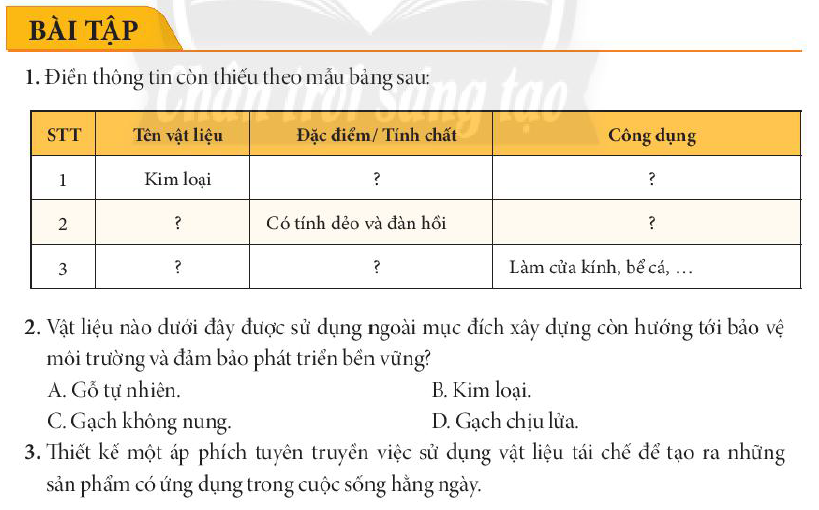 BÀI TẬP
1. Điền thông tin còn thiếu theo mẫu bảng sau:
Chân trời sáng tạo
STT Tên vật liệu Đặc điểm/ Tính chất Công dụng
1 Kim loại ? ?
2 ? Có tính dẻo và đàn hồi ?
3 ? ? Làm cửa kính, bể cá, ...
2. Vật liệu nào dưới đây được sử dụng ngoài mục đích xây dựng còn hướng tới bảo vệ
môi trường và đảm bảo phát triển bền vững?
A. Gỗ tự nhiên. B. Kim loại.
C. Gạch không nung. D. Gạch chịu lửa.
3. Thiết kế một áp phích tuyên truyền việc sử dụng vật liệu tái chế để tạo ra những
sản phẩm có ứng dụng trong cuộc sống hằng ngày.